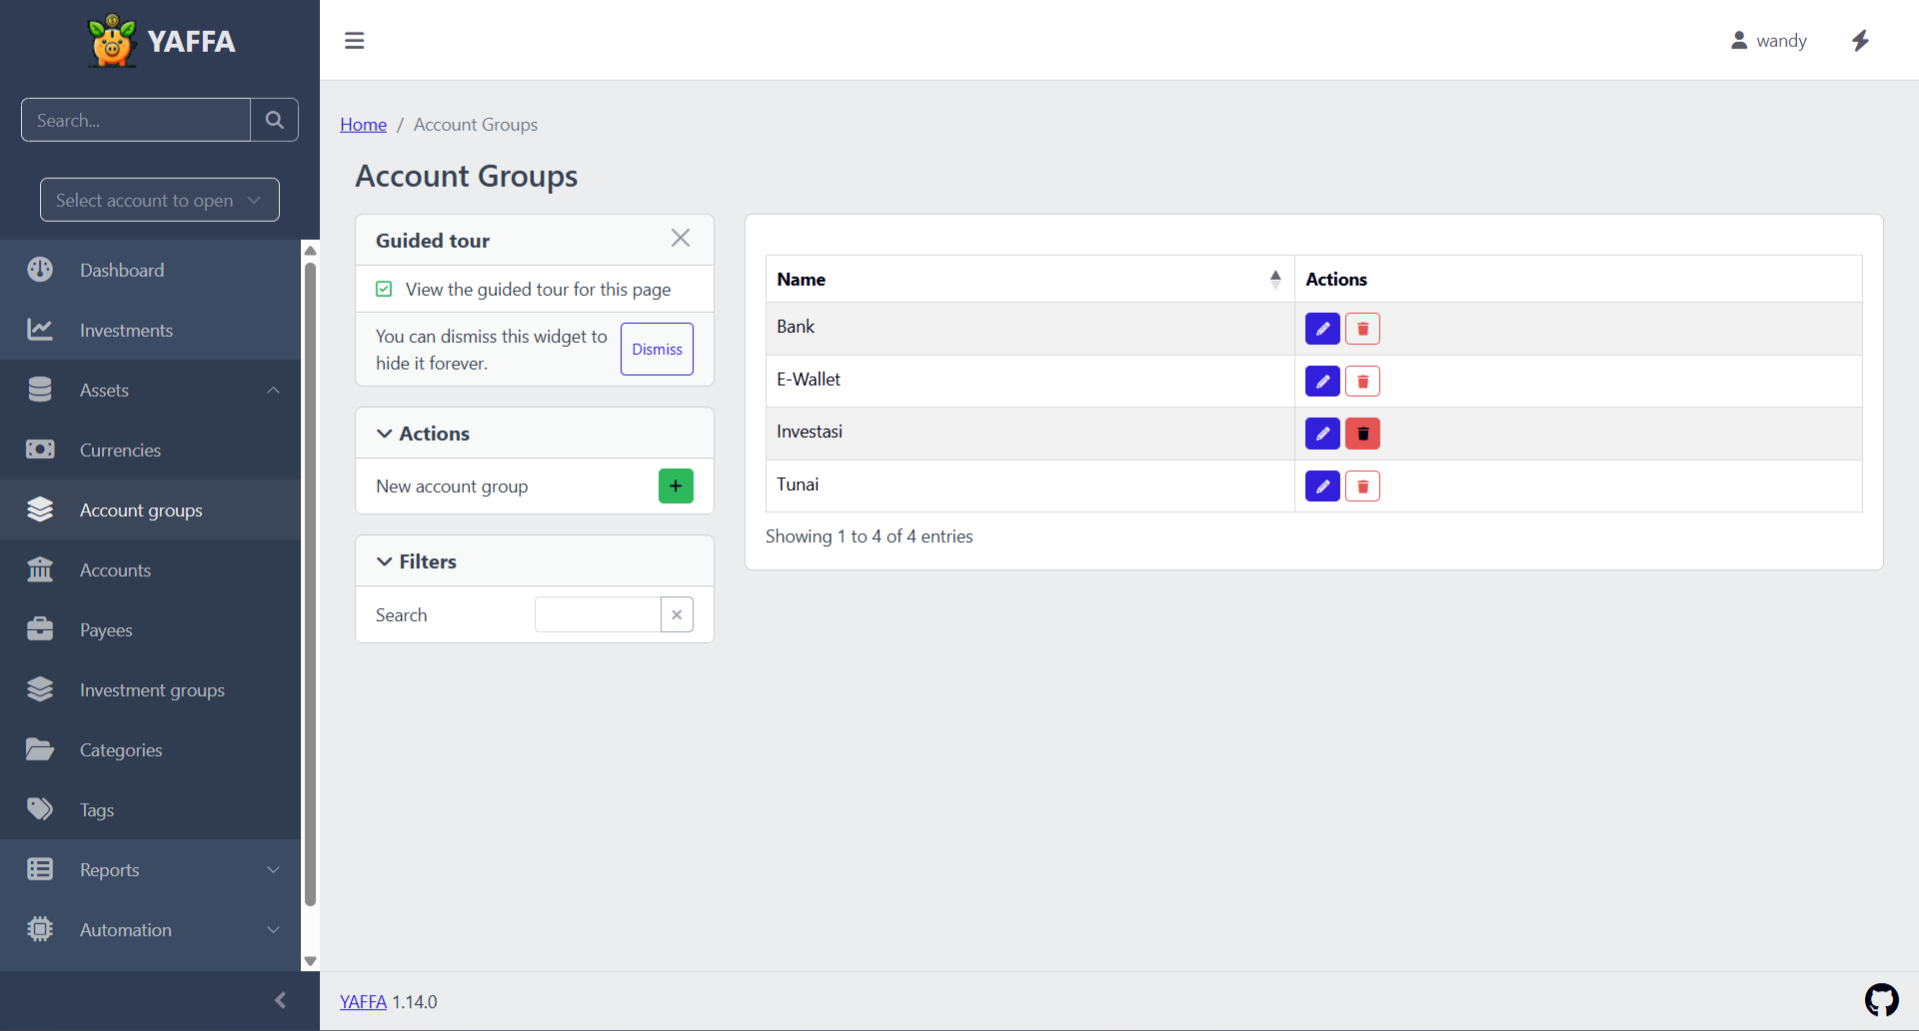 YAFFA
Search...
Select account to open
Dashboard
Investments
Assets
Currencies
Account groups
Accounts
Payees
Investment groups
Categories
Tags
Reports
Automation
wandy
Home / Account Groups
Account Groups
Guided tour
View the guided tour for this page
You can dismiss this widget to
hide it forever.
Dismiss
Actions
New account group
Filters
Search
Name Actions
Bank
E-Wallet
Investasi
Tunai
Showing 1 to 4 of 4 entries
YAFFA 1.14.0